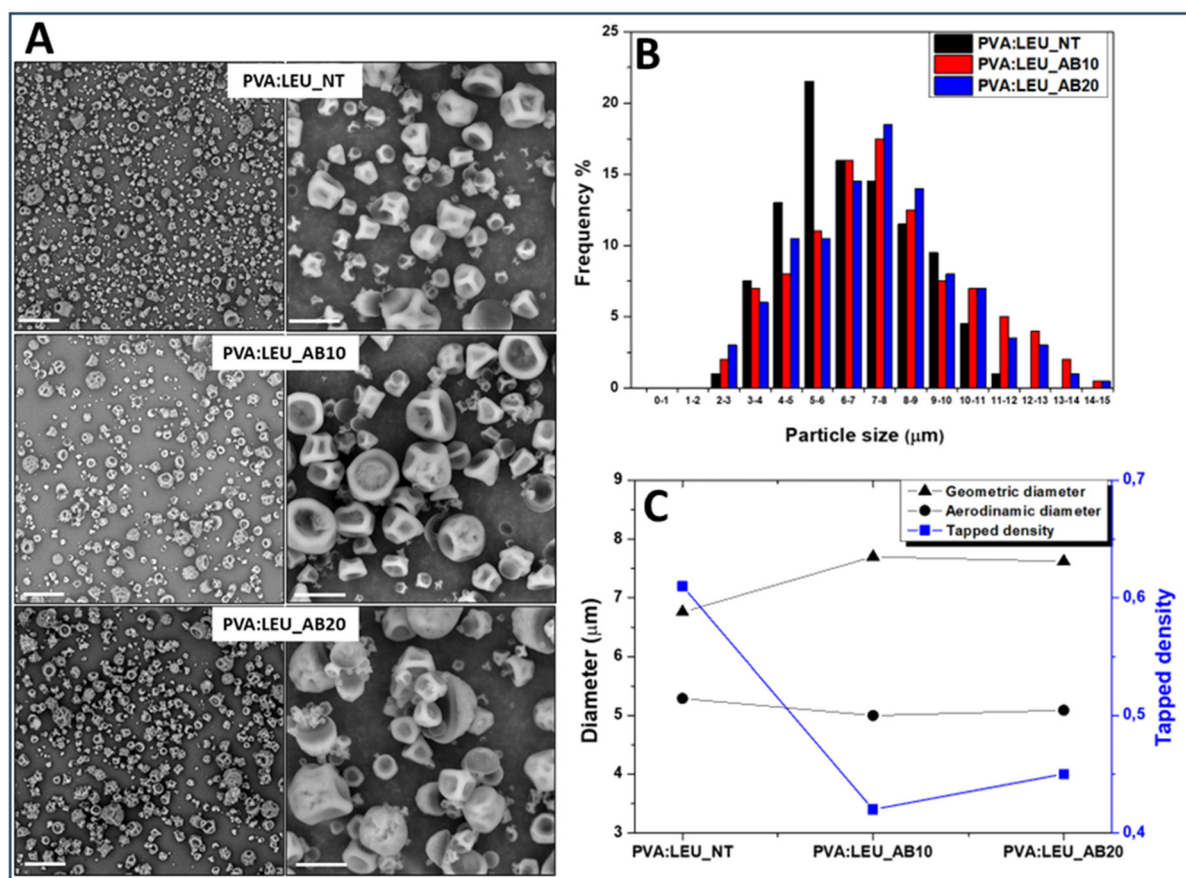 A
PVA:LEU_NT
PVA:LEU_AB10
PVA:LEU_AB20
B
PVA:LEU_NT
PVA:LEU_AB10
PVA:LEU_AB20
Frequency %
25
20
15
10
5
0
0-1 1-2 2-3 3-4 4-5 5-6 6-7 7-8 8-9 9-10 10-11 11-12 12-13 13-14 14-15
Particle size (μm)
C
Geometric diameter
Aerodinamic diameter
Tapped density
Diameter (μm)
9
8
7
6
5
4
3
0,7
0,6
0,5
0,4
Tapped density
PVA:LEU_NT PVA:LEU_AB10 PVA:LEU_AB20